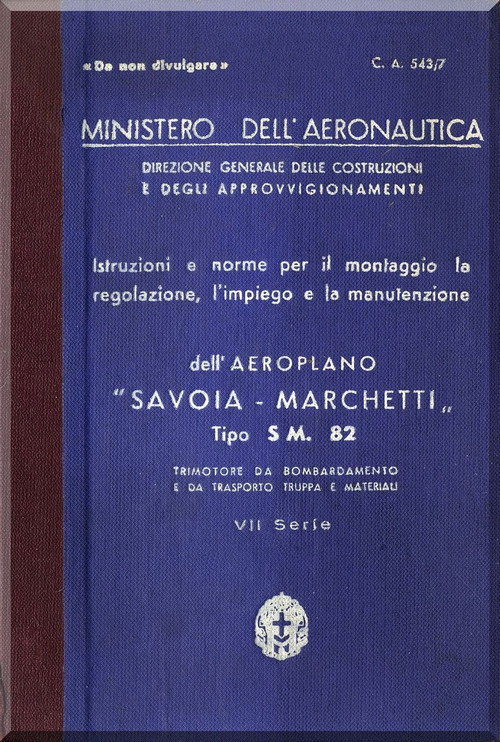 « Da non divulgare »
C. A. 543/7
MINISTERO DELL'AERONAUTICA
DIREZIONE GENERALE DELLE COSTRUZIONI
E DEGLI APPROVVIGIONAMENTI
Istruzioni e norme per il montaggio la
regolazione, l'impiego e la manutenzione
dell'AEROPLANO
"SAVOIA - MARCHETTI„
Tipo SM. 82
TRIMOTORE DA BOMBARDAMENTO
E DA TRASPORTO TRUPPA E MATERIALI
VII Serie